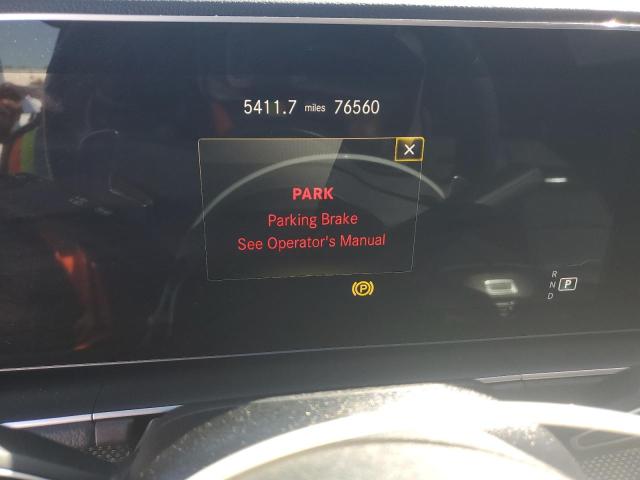 5411.7 miles 76560
X
PARK
Parking Brake
See Operator's Manual
P
R
N P
D